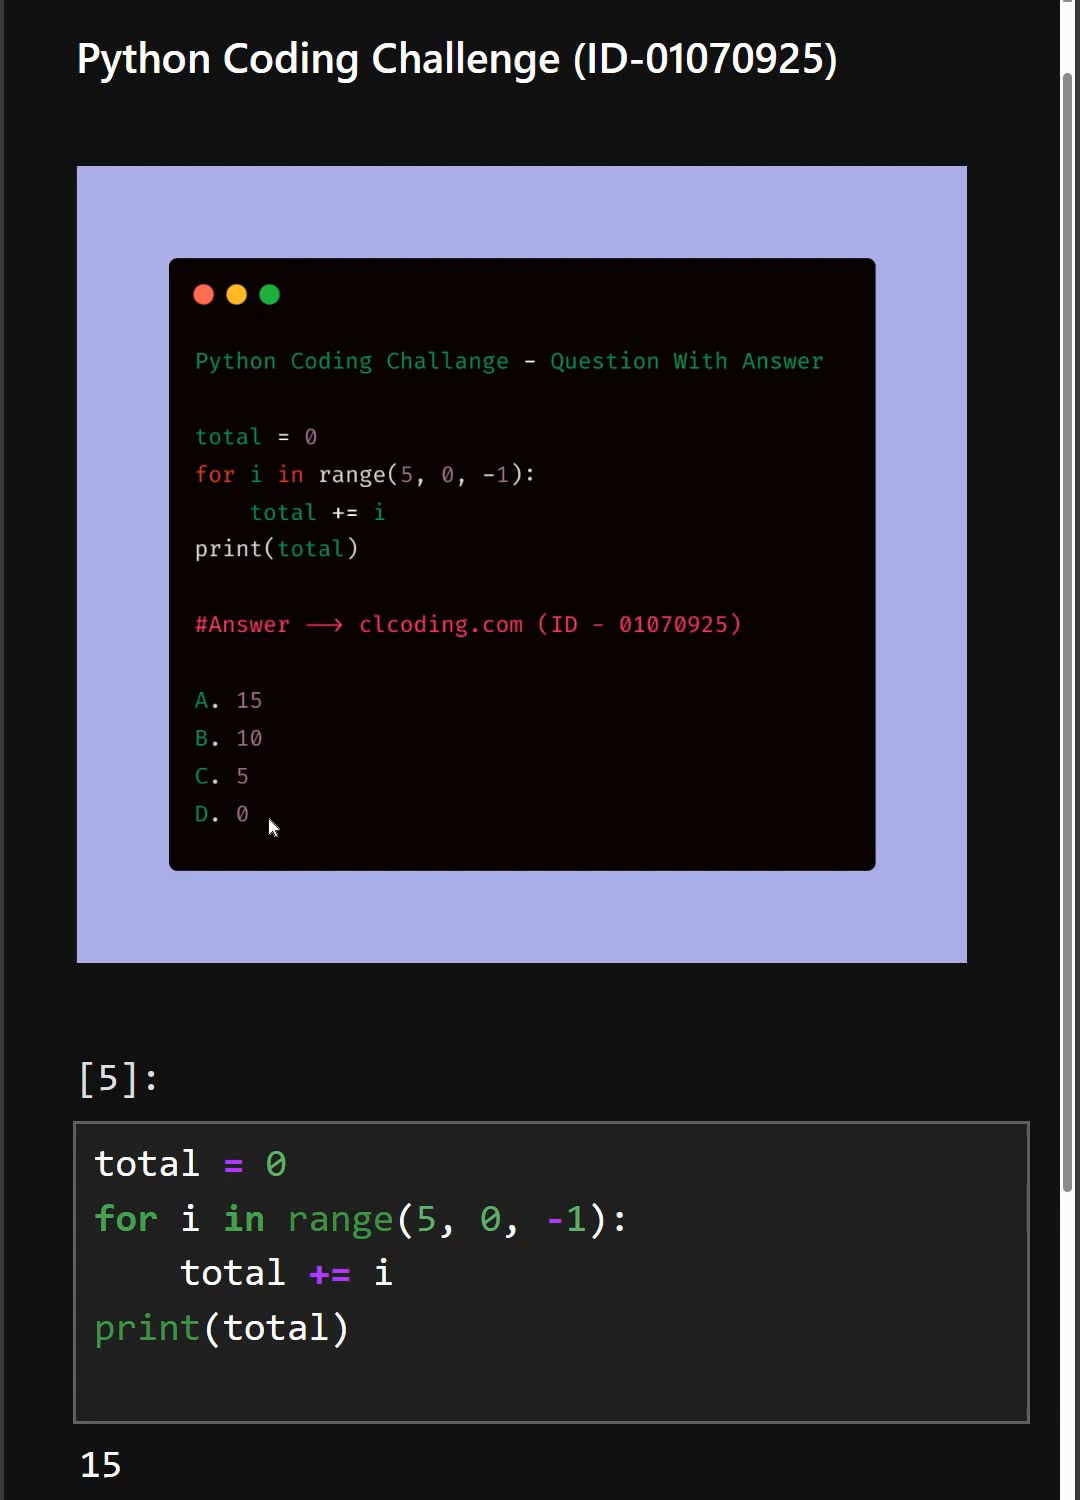 Python Coding Challenge (ID-01070925)
Python Coding Challange - Question With Answer
total = 0
for i in range(5, 0, -1):
    total += i
print(total)
#Answer ⟶ clcoding.com (ID - 01070925)
A. 15
B. 10
C. 5
D. 0
[5]:
total = 0
for i in range(5, 0, -1):
    total += i
print(total)
15